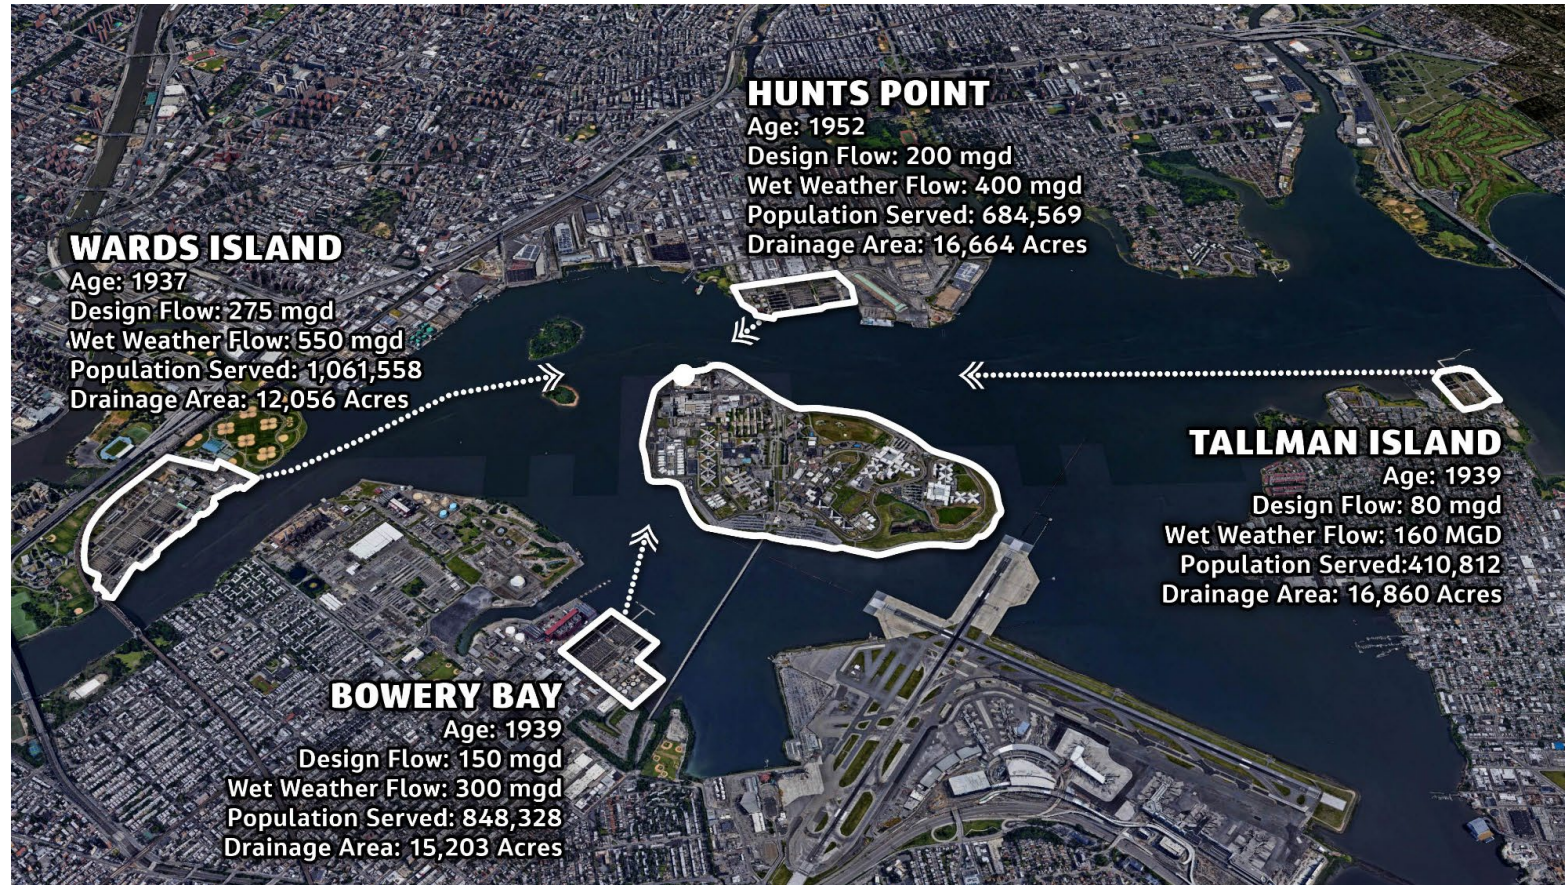 HUNTS POINT
Age: 1952
Design Flow: 200 mgd
Wet Weather Flow: 400 mgd
Population Served: 684,569
Drainage Area: 16,664 Acres
WARDS ISLAND
Age: 1937
Design Flow: 275 mgd
Wet Weather Flow: 550 mgd
Population Served: 1,061,558
Drainage Area: 12,056 Acres
TALLMAN ISLAND
Age: 1939
Design Flow: 80 mgd
Wet Weather Flow: 160 MGD
Population Served:410,812
Drainage Area: 16,860 Acres
BOWERY BAY
Age: 1939
Design Flow: 150 mgd
Wet Weather Flow: 300 mgd
Population Served: 848,328
Drainage Area: 15,203 Acres